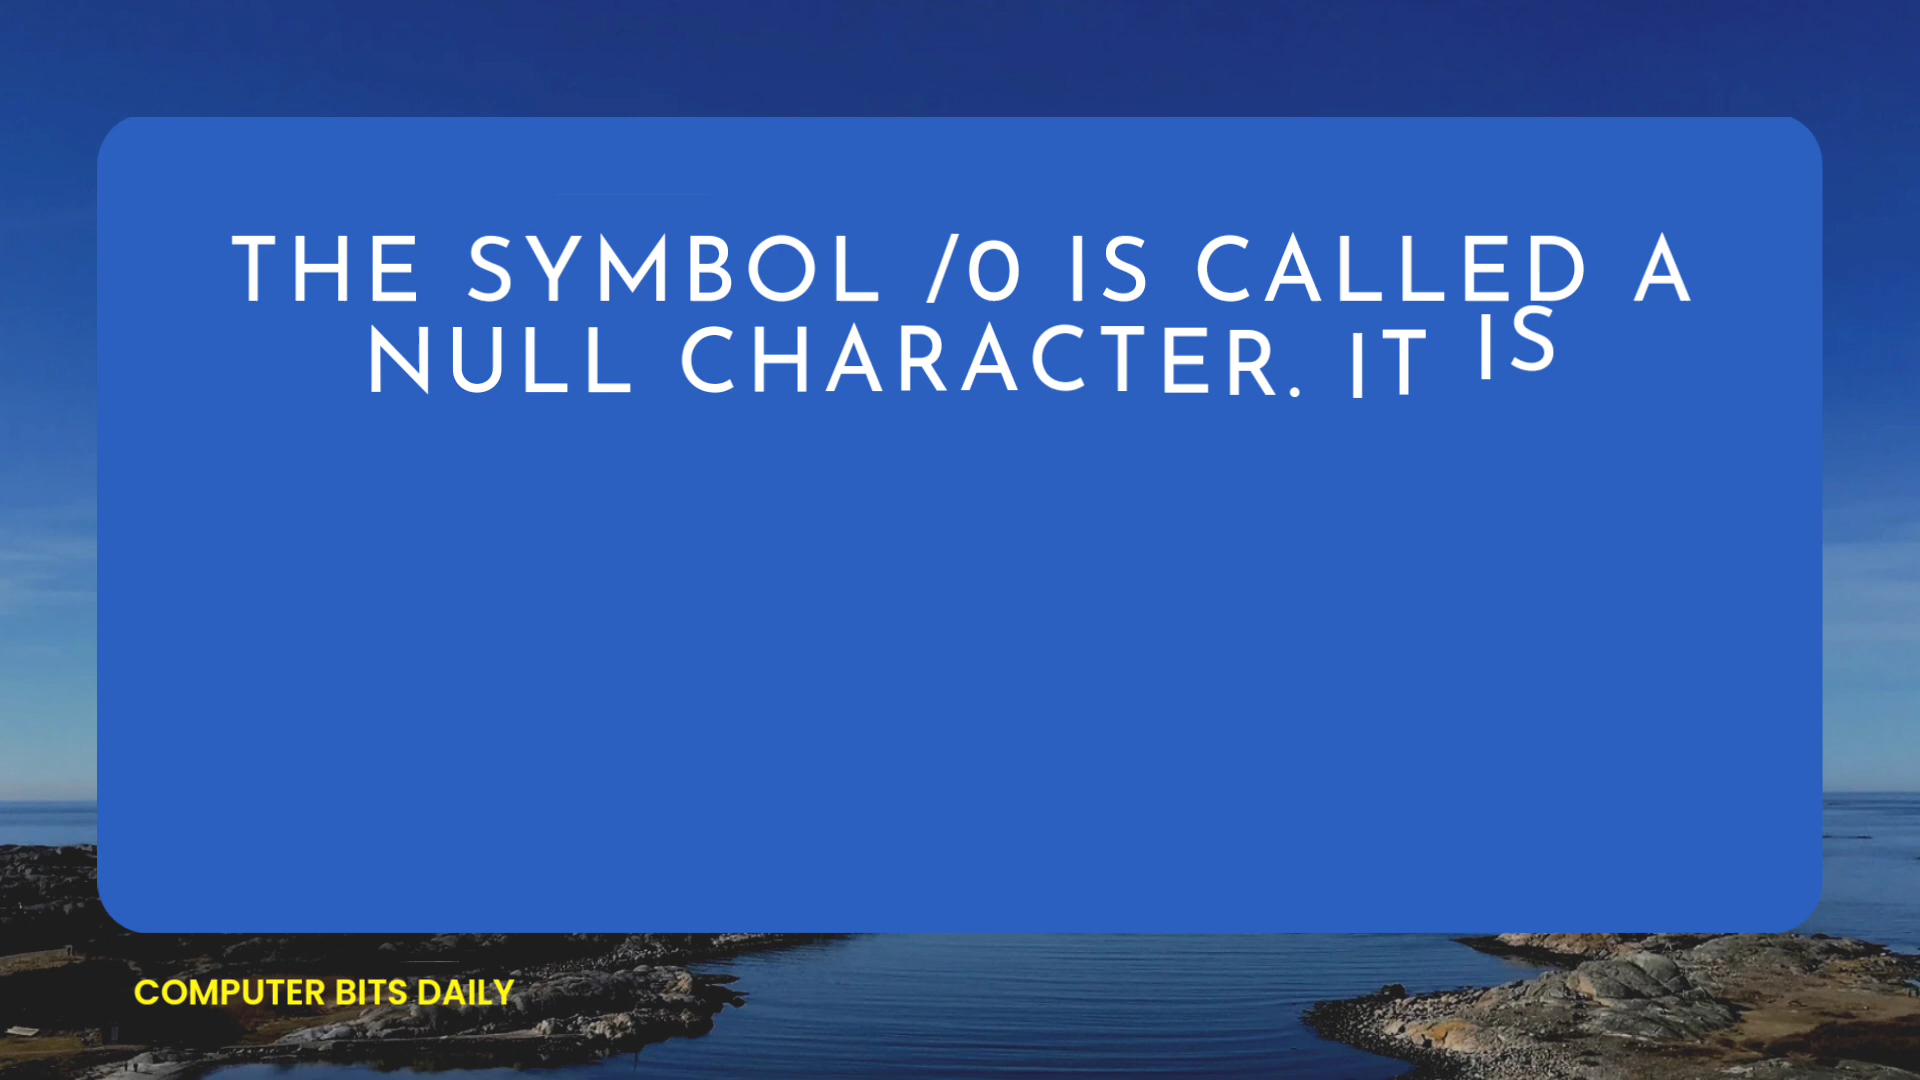 THE SYMBOL /0 IS CALLED A
NULL CHARACTER. IT IS
COMPUTER BITS DAILY